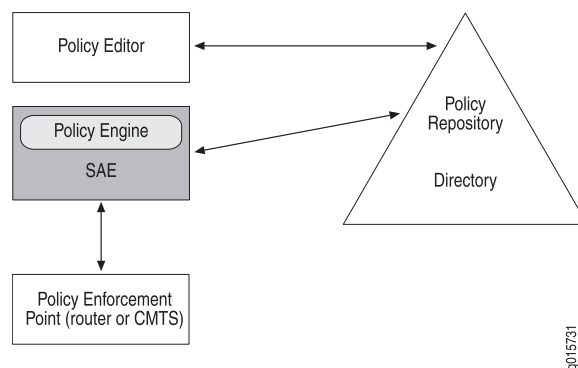 Policy Editor
Policy Engine
SAE
Policy
Repository
Directory
Policy Enforcement
Point (router or CMTS)
g015731